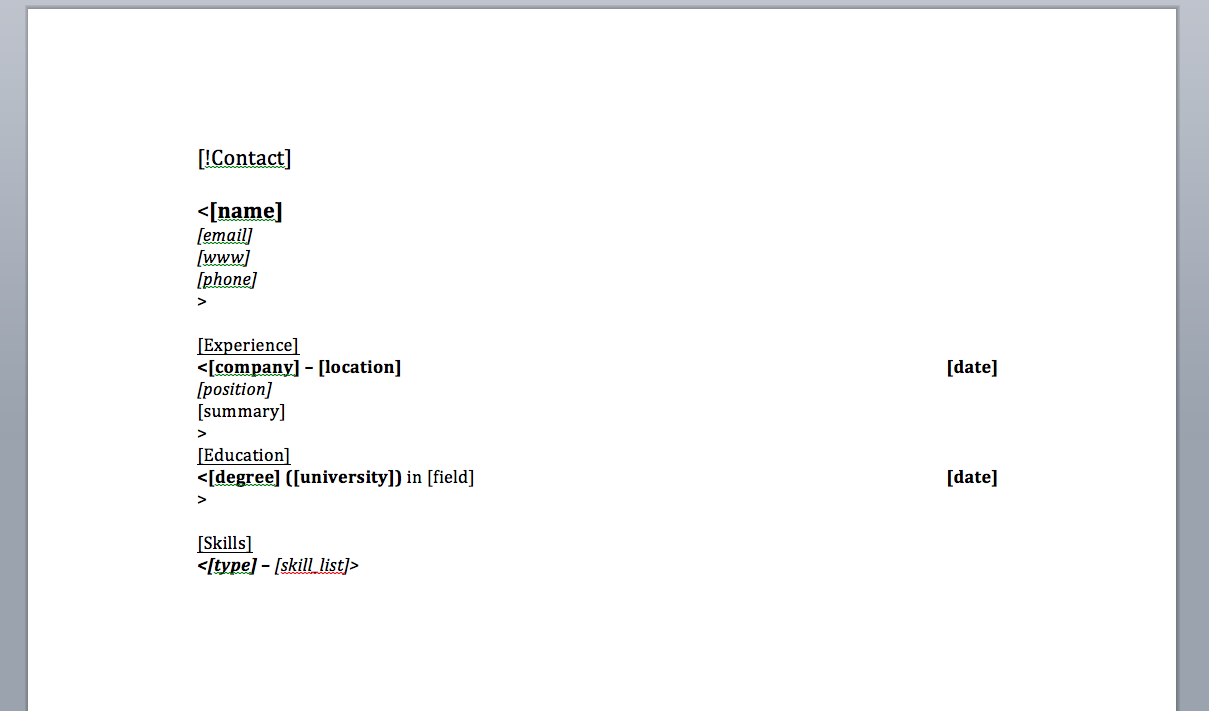 [!Contact]
<[name]
[email]
[www]
[phone]
>
[Experience]
<[company] – [location] [date]
[position]
[summary]
>
[Education]
<[degree] ([university]) in [field] [date]
>
[Skills]
<[type] – [skill_list]>